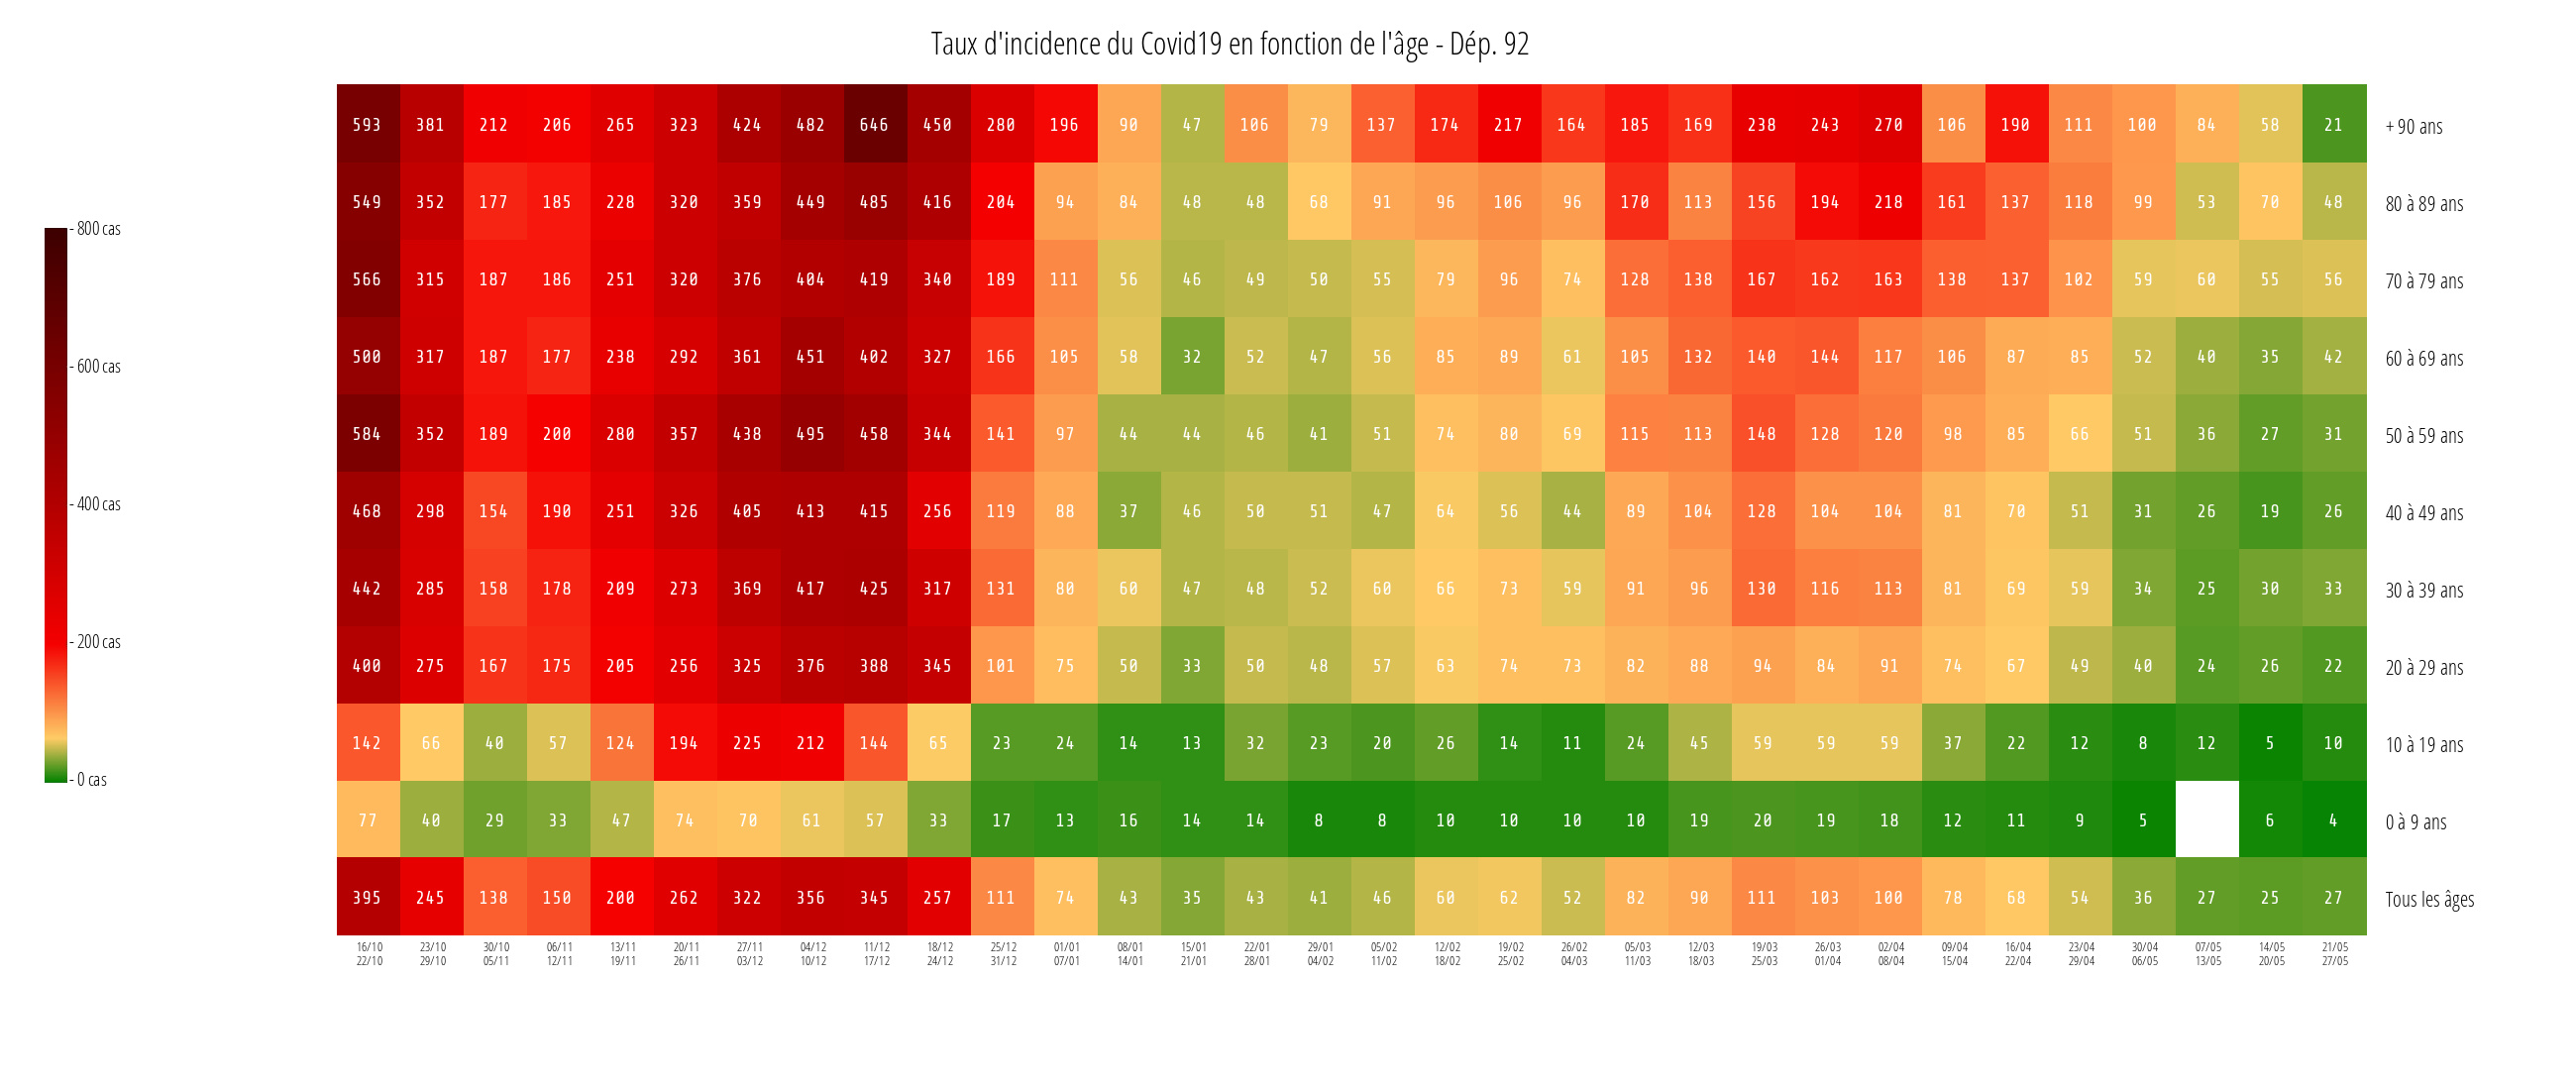 Taux d'incidence du Covid19 en fonction de l'âge - Dép. 92
593 381 212 206 265 323 424 482 646 450 280 196 90 47 106 79 137 174 217 164 185 169 238 243 270 106 190 111 100 84 58 21 + 90 ans
549 352 177 185 228 320 359 449 485 416 204 94 84 48 48 68 91 96 106 96 170 113 156 194 218 161 137 118 99 53 70 48 80 à 89 ans
- 800 cas
566 315 187 186 251 320 376 404 419 340 189 111 56 46 49 50 55 79 96 74 128 138 167 162 163 138 137 102 59 60 55 56 70 à 79 ans
500 317 187 177 238 292 361 451 402 327 166 105 58 32 52 47 56 85 89 61 105 132 140 144 117 106 87 85 52 40 35 42 60 à 69 ans
- 600 cas
584 352 189 200 280 357 438 495 458 344 141 97 44 44 46 41 51 74 80 69 115 113 148 128 120 98 85 66 51 36 27 31 50 à 59 ans
- 400 cas
468 298 154 190 251 326 405 413 415 256 119 88 37 46 50 51 47 64 56 44 89 104 128 104 104 81 70 51 31 26 19 26 40 à 49 ans
442 285 158 178 209 273 369 417 425 317 131 80 60 47 48 52 60 66 73 59 91 96 130 116 113 81 69 59 34 25 30 33 30 à 39 ans
- 200 cas
400 275 167 175 205 256 325 376 388 345 101 75 50 33 50 48 57 63 74 73 82 88 94 84 91 74 67 49 40 24 26 22 20 à 29 ans
142 66 40 57 124 194 225 212 144 65 23 24 14 13 32 23 20 26 14 11 24 45 59 59 59 37 22 12 8 12 5 10 10 à 19 ans
- 0 cas
77 40 29 33 47 74 70 61 57 33 17 13 16 14 14 8 8 10 10 10 10 19 20 19 18 12 11 9 5 6 4 0 à 9 ans
395 245 138 150 200 262 322 356 345 257 111 74 43 35 43 41 46 60 62 52 82 90 111 103 100 78 68 54 36 27 25 27 Tous les âges
16/10 23/10 30/10 06/11 13/11 20/11 27/11 04/12 11/12 18/12 25/12 01/01 08/01 15/01 22/01 29/01 05/02 12/02 19/02 26/02 05/03 12/03 19/03 26/03 02/04 09/04 16/04 23/04 30/04 07/05 14/05 21/05
22/10 29/10 05/11 12/11 19/11 26/11 03/12 10/12 17/12 24/12 31/12 07/01 14/01 21/01 28/01 04/02 11/02 18/02 25/02 04/03 11/03 18/03 25/03 01/04 08/04 15/04 22/04 29/04 06/05 13/05 20/05 27/05